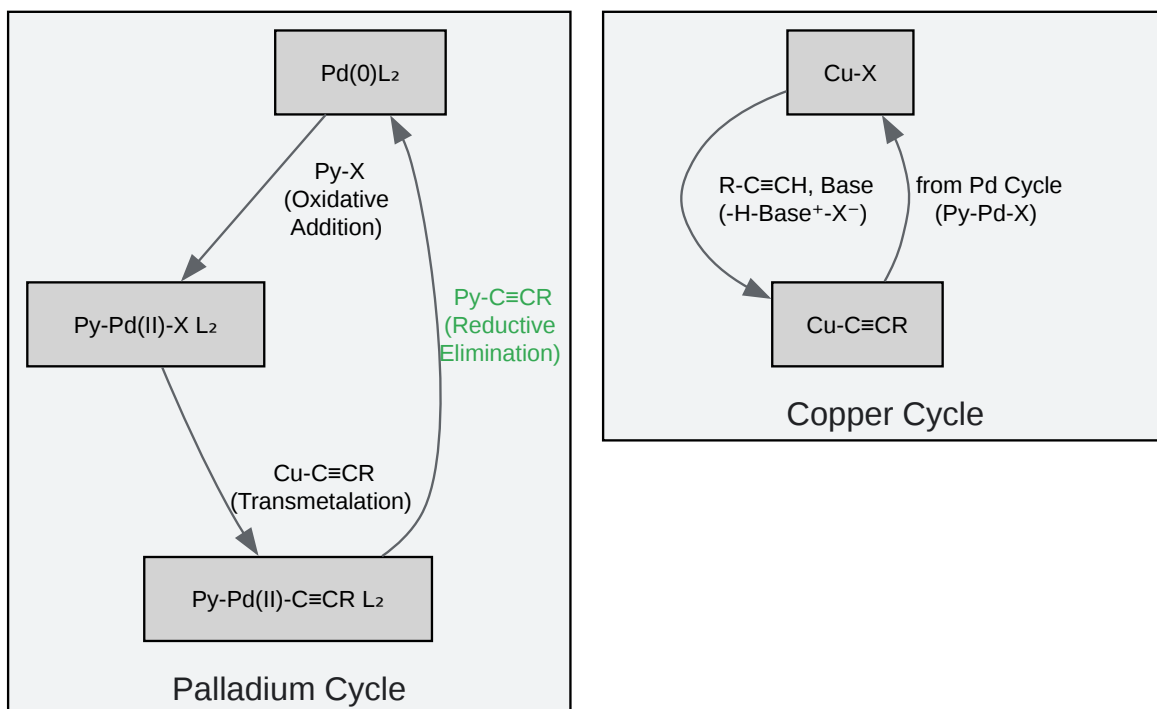 Pd(0)L₂
Py-X
(Oxidative
Addition)
Py-Pd(II)-X L₂
Py-C≡CR
(Reductive
Elimination)
Cu-C≡CR
(Transmetalation)
Py-Pd(II)-C≡CR L₂
Palladium Cycle
Cu-X
R-C≡CH, Base
(-H-Base⁺-X⁻)
from Pd Cycle
(Py-Pd-X)
Cu-C≡CR
Copper Cycle